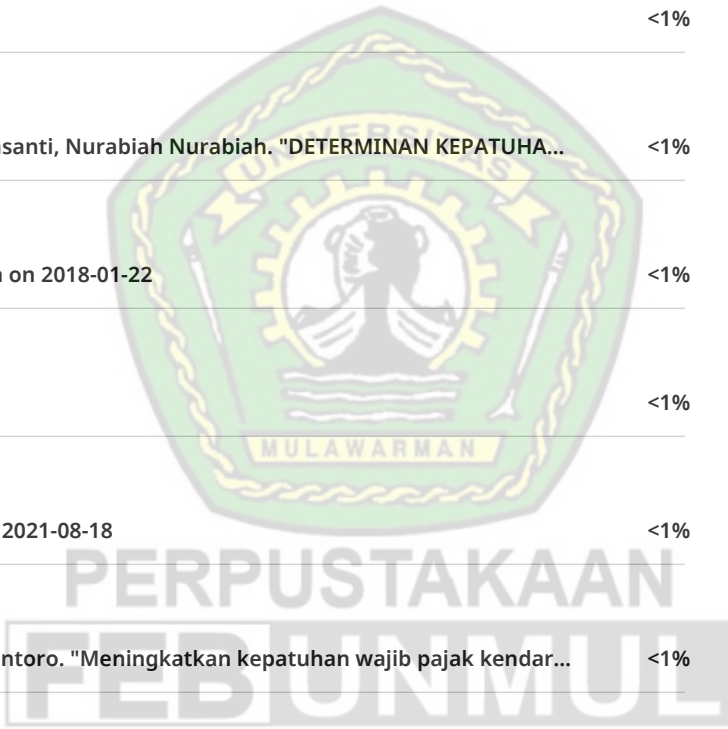 <1%
santi, Nurabiah Nurabiah. "DETERMINAN KEPATUHA... <1%
on 2018-01-22 <1%
<1%
2021-08-18 <1%
ntoro. "Meningkatkan kepatuhan wajib pajak kendar... <1%
UNIVERSITAS
MULAWARMAN
PERPUSTAKAAN
FEB UNMUL